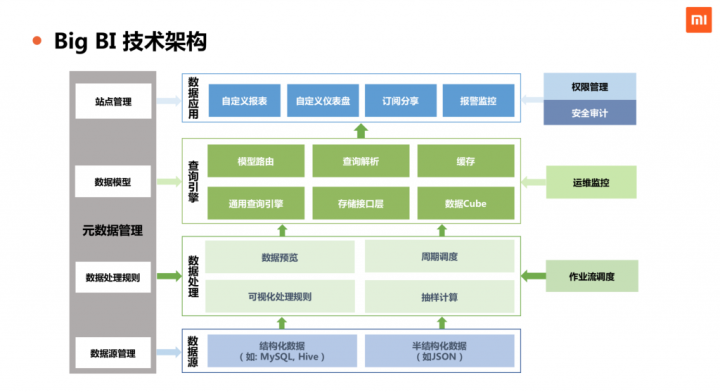 mi
Big BI 技术架构
元数据管理
站点管理
数据模型
数据处理规则
数据源管理
数据应用
自定义报表
自定义仪表盘
订阅分享
报警监控
权限管理
安全审计
查询引擎
模型路由
查询解析
缓存
通用查询引擎
存储接口层
数据Cube
运维监控
数据处理
数据预览
周期调度
可视化处理规则
抽样计算
作业流调度
数据源
结构化数据
(如: MySQL, Hive )
半结构化数据
(如JSON)